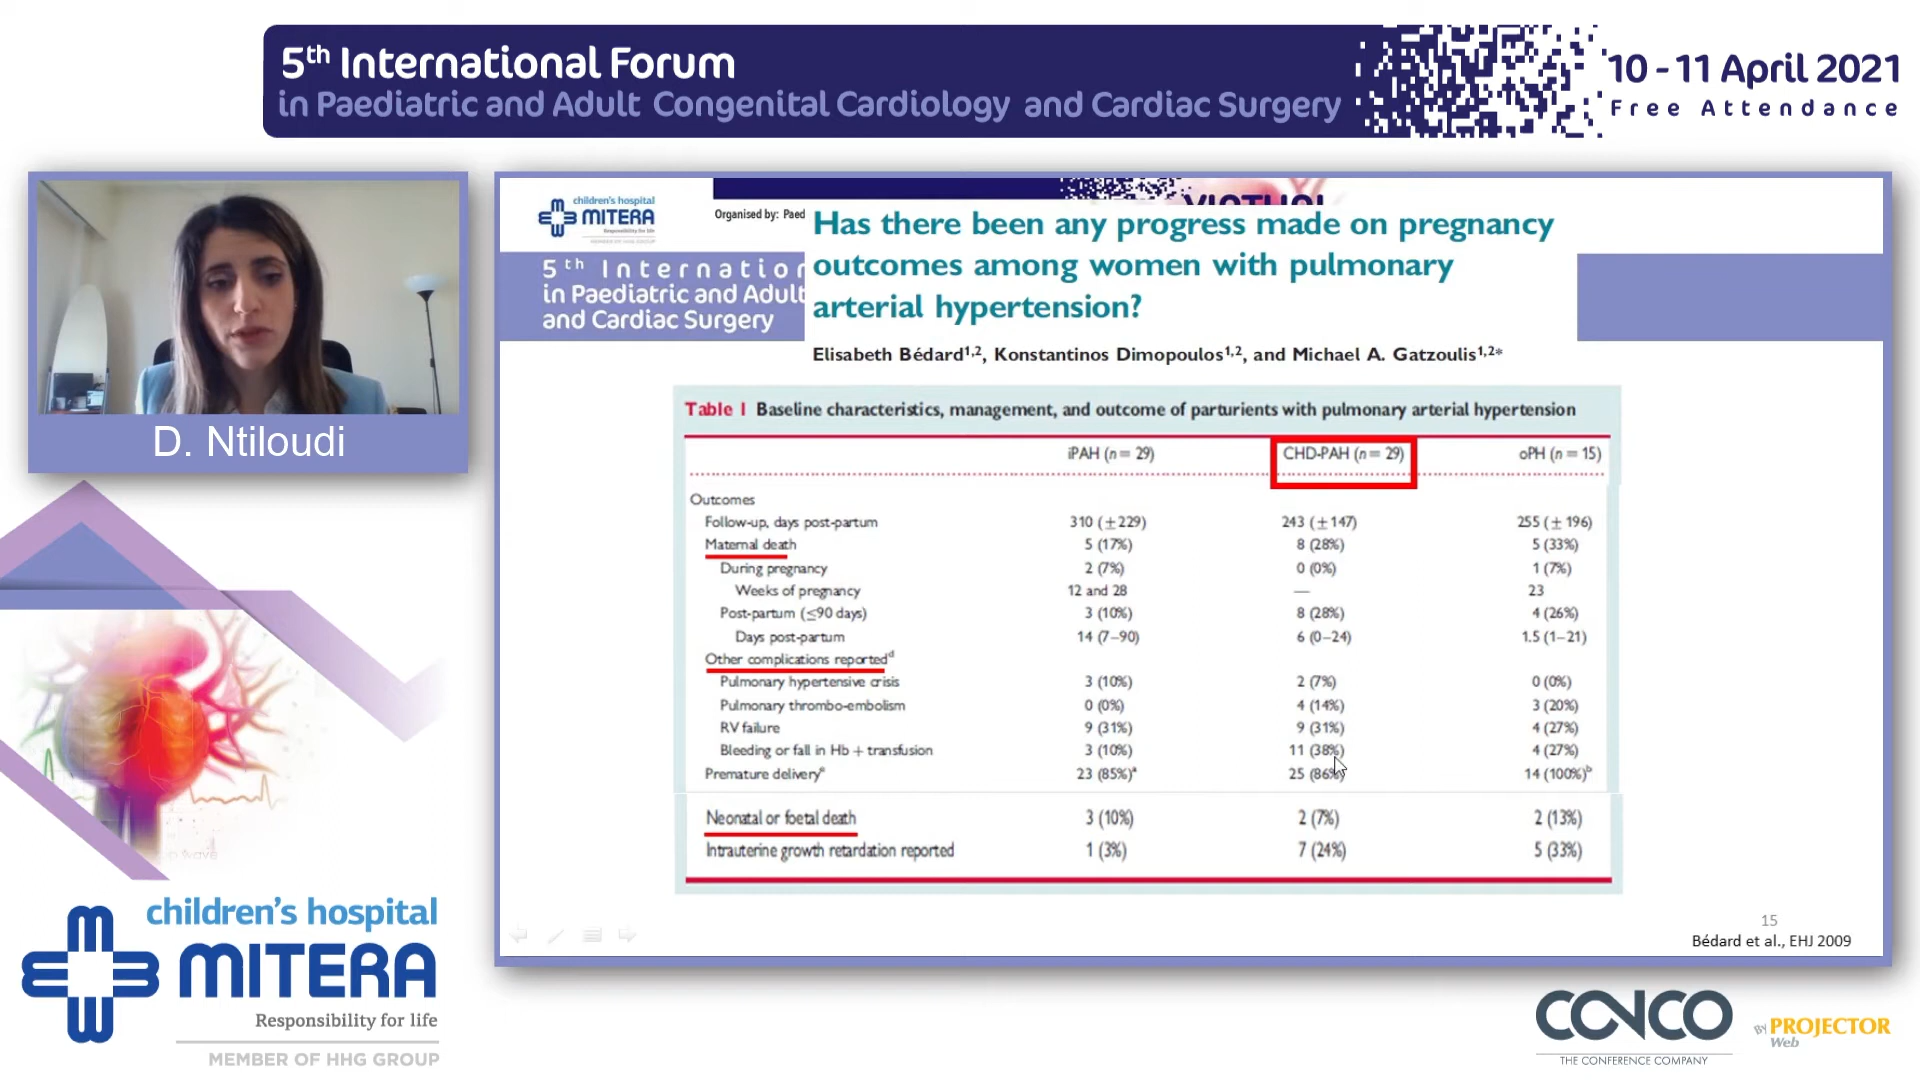 5th International Forum
in Paediatric and Adult Congenital Cardiology and Cardiac Surgery
10 - 11 April 2021
Free Attendance
D. Ntiloudi
children's hospital
MITERA
Responsibility for life
MEMBER OF HHG GROUP
Organised by: Paed
5th Internation
in Paediatric and Adult
and Cardiac Surgery
VIRTUAL
Has there been any progress made on pregnancy
outcomes among women with pulmonary
arterial hypertension?
Elisabeth Bédard1,2, Konstantinos Dimopoulos1,2, and Michael A. Gatzoulis1,2*
Table 1 Baseline characteristics, management, and outcome of parturients with pulmonary arterial hypertension
iPAH (n = 29) CHD-PAH (n = 29) oPH (n = 15)
Outcomes
Follow-up, days post-partum 310 (±229) 243 (±147) 255 (± 196)
Maternal death 5 (17%) 8 (28%) 5 (33%)
During pregnancy 2 (7%) 0 (0%) 1 (7%)
Weeks of pregnancy 12 and 28 — 23
Post-partum (≤90 days) 3 (10%) 8 (28%) 4 (26%)
Days post-partum 14 (7–90) 6 (0–24) 1.5 (1–21)
Other complications reportedd
Pulmonary hypertensive crisis 3 (10%) 2 (7%) 0 (0%)
Pulmonary thrombo-embolism 0 (0%) 4 (14%) 3 (20%)
RV failure 9 (31%) 9 (31%) 4 (27%)
Bleeding or fall in Hb + transfusion 3 (10%) 11 (38%) 4 (27%)
Premature deliverye 23 (85%)a 25 (86%) 14 (100%)b
Neonatal or foetal death 3 (10%) 2 (7%) 2 (13%)
Intrauterine growth retardation reported 1 (3%) 7 (24%) 5 (33%)
15
Bédard et al., EHJ 2009
children's hospital
MITERA
Responsibility for life
MEMBER OF HHG GROUP
CONCO
THE CONFERENCE COMPANY
BY PROJECTOR
Web